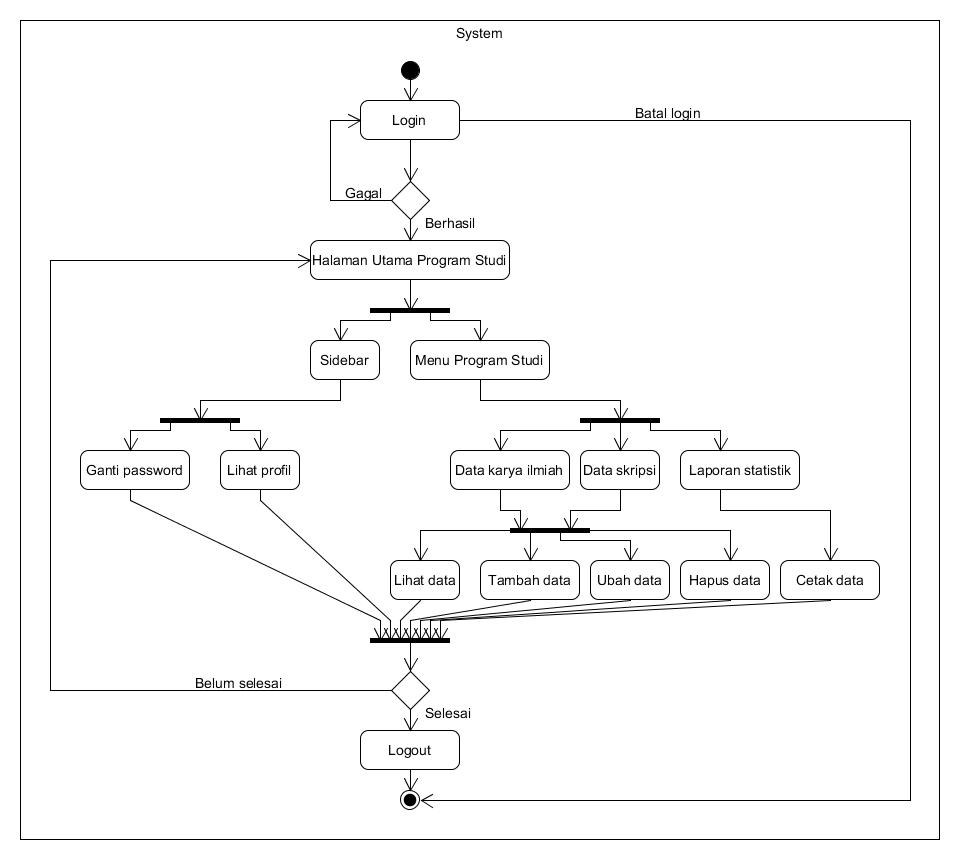 System
Login
Batal login
Gagal
Berhasil
Halaman Utama Program Studi
Sidebar
Menu Program Studi
Ganti password
Lihat profil
Data karya ilmiah
Data skripsi
Laporan statistik
Lihat data
Tambah data
Ubah data
Hapus data
Cetak data
Belum selesai
Selesai
Logout